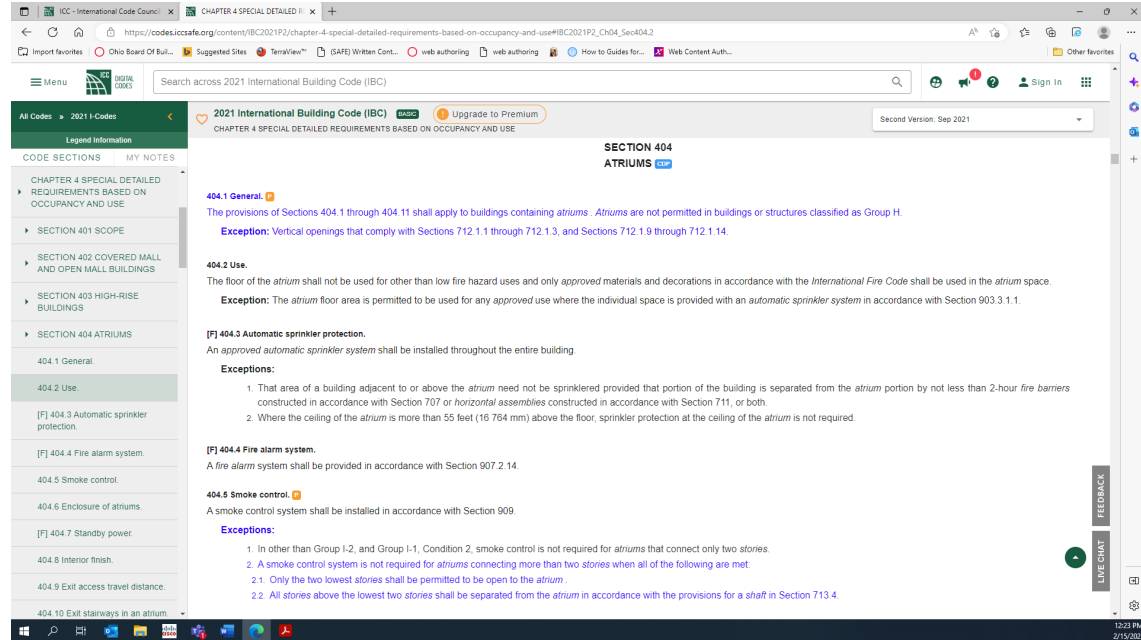 ICC - International Code Council
CHAPTER 4 SPECIAL DETAILED R
https://codes.iccsafe.org/content/IBC2021P2/chapter-4-special-detailed-requirements-based-on-occupancy-and-use#IBC2021P2_Ch04_Sec404.2
Import favorites
Ohio Board Of Buil...
Suggested Sites
TerraView™
(SAFE) Written Cont...
web authoriing
web authoring
How to Guides for...
Web Content Auth...
Other favorites
Menu
ICC
DIGITAL
CODES
Search across 2021 International Building Code (IBC)
Sign In
All Codes » 2021 I-Codes
Legend Information
CODE SECTIONS
MY NOTES
CHAPTER 4 SPECIAL DETAILED
REQUIREMENTS BASED ON
OCCUPANCY AND USE
SECTION 401 SCOPE
SECTION 402 COVERED MALL
AND OPEN MALL BUILDINGS
SECTION 403 HIGH-RISE
BUILDINGS
SECTION 404 ATRIUMS
404.1 General.
404.2 Use.
[F] 404.3 Automatic sprinkler
protection.
[F] 404.4 Fire alarm system.
404.5 Smoke control.
404.6 Enclosure of atriums.
[F] 404.7 Standby power.
404.8 Interior finish.
404.9 Exit access travel distance.
404.10 Exit stairways in an atrium.
2021 International Building Code (IBC) BASIC Upgrade to Premium
CHAPTER 4 SPECIAL DETAILED REQUIREMENTS BASED ON OCCUPANCY AND USE
Second Version: Sep 2021
SECTION 404
ATRIUMS CDP
404.1 General. P
The provisions of Sections 404.1 through 404.11 shall apply to buildings containing atriums . Atriums are not permitted in buildings or structures classified as Group H.
Exception: Vertical openings that comply with Sections 712.1.1 through 712.1.3, and Sections 712.1.9 through 712.1.14.
404.2 Use.
The floor of the atrium shall not be used for other than low fire hazard uses and only approved materials and decorations in accordance with the International Fire Code shall be used in the atrium space.
Exception: The atrium floor area is permitted to be used for any approved use where the individual space is provided with an automatic sprinkler system in accordance with Section 903.3.1.1.
[F] 404.3 Automatic sprinkler protection.
An approved automatic sprinkler system shall be installed throughout the entire building.
Exceptions:
1. That area of a building adjacent to or above the atrium need not be sprinklered provided that portion of the building is separated from the atrium portion by not less than 2-hour fire barriers
constructed in accordance with Section 707 or horizontal assemblies constructed in accordance with Section 711, or both.
2. Where the ceiling of the atrium is more than 55 feet (16 764 mm) above the floor, sprinkler protection at the ceiling of the atrium is not required.
[F] 404.4 Fire alarm system.
A fire alarm system shall be provided in accordance with Section 907.2.14.
404.5 Smoke control. P
A smoke control system shall be installed in accordance with Section 909.
Exceptions:
1. In other than Group I-2, and Group I-1, Condition 2, smoke control is not required for atriums that connect only two stories.
2. A smoke control system is not required for atriums connecting more than two stories when all of the following are met:
2.1. Only the two lowest stories shall be permitted to be open to the atrium .
2.2. All stories above the lowest two stories shall be separated from the atrium in accordance with the provisions for a shaft in Section 713.4.
FEEDBACK
LIVE CHAT
12:23 PM
2/15/202